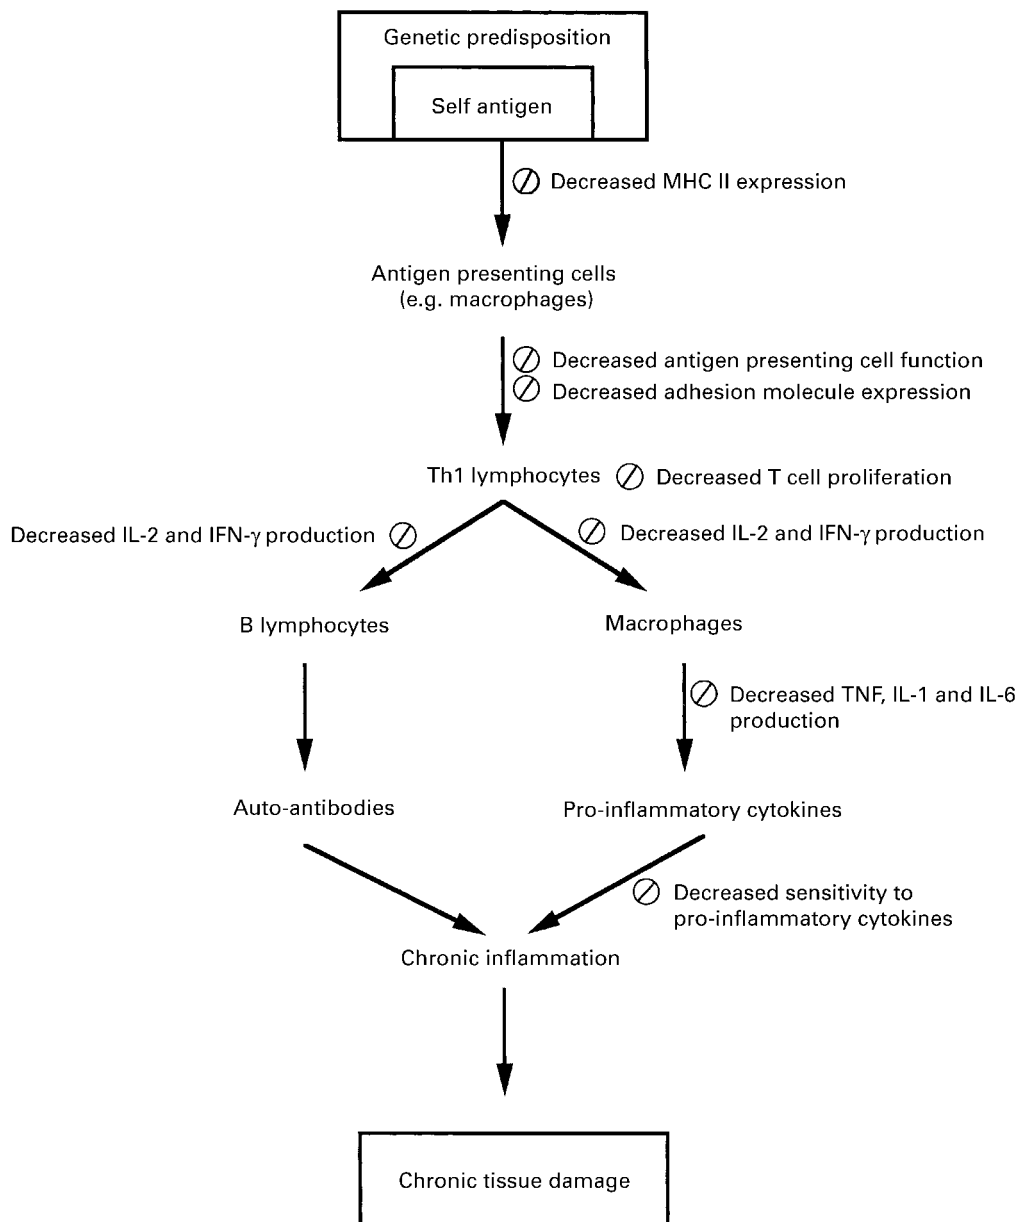 Genetic predisposition
Self antigen
Decreased MHC II expression
Antigen presenting cells
(e.g. macrophages)
Decreased antigen presenting cell function
Decreased adhesion molecule expression
Th1 lymphocytes
Decreased T cell proliferation
Decreased IL-2 and IFN-γ production
Decreased IL-2 and IFN-γ production
B lymphocytes
Macrophages
Decreased TNF, IL-1 and IL-6
production
Auto-antibodies
Pro-inflammatory cytokines
Decreased sensitivity to
pro-inflammatory cytokines
Chronic inflammation
Chronic tissue damage